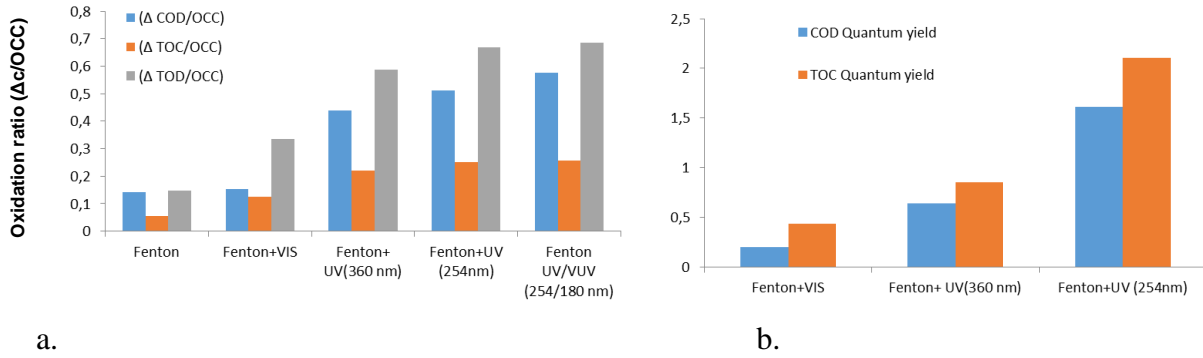 Oxidation ratio (Δc/OCC)
0,8
0,7
0,6
0,5
0,4
0,3
0,2
0,1
0
(Δ COD/OCC)
(Δ TOC/OCC)
(Δ TOD/OCC)
Fenton
Fenton+VIS
Fenton+
UV(360 nm)
Fenton+UV
(254nm)
Fenton
UV/VUV
(254/180 nm)
a.
2,5
2
1,5
1
0,5
0
COD Quantum yield
TOC Quantum yield
Fenton+VIS
Fenton+ UV(360 nm)
Fenton+UV (254nm)
b.